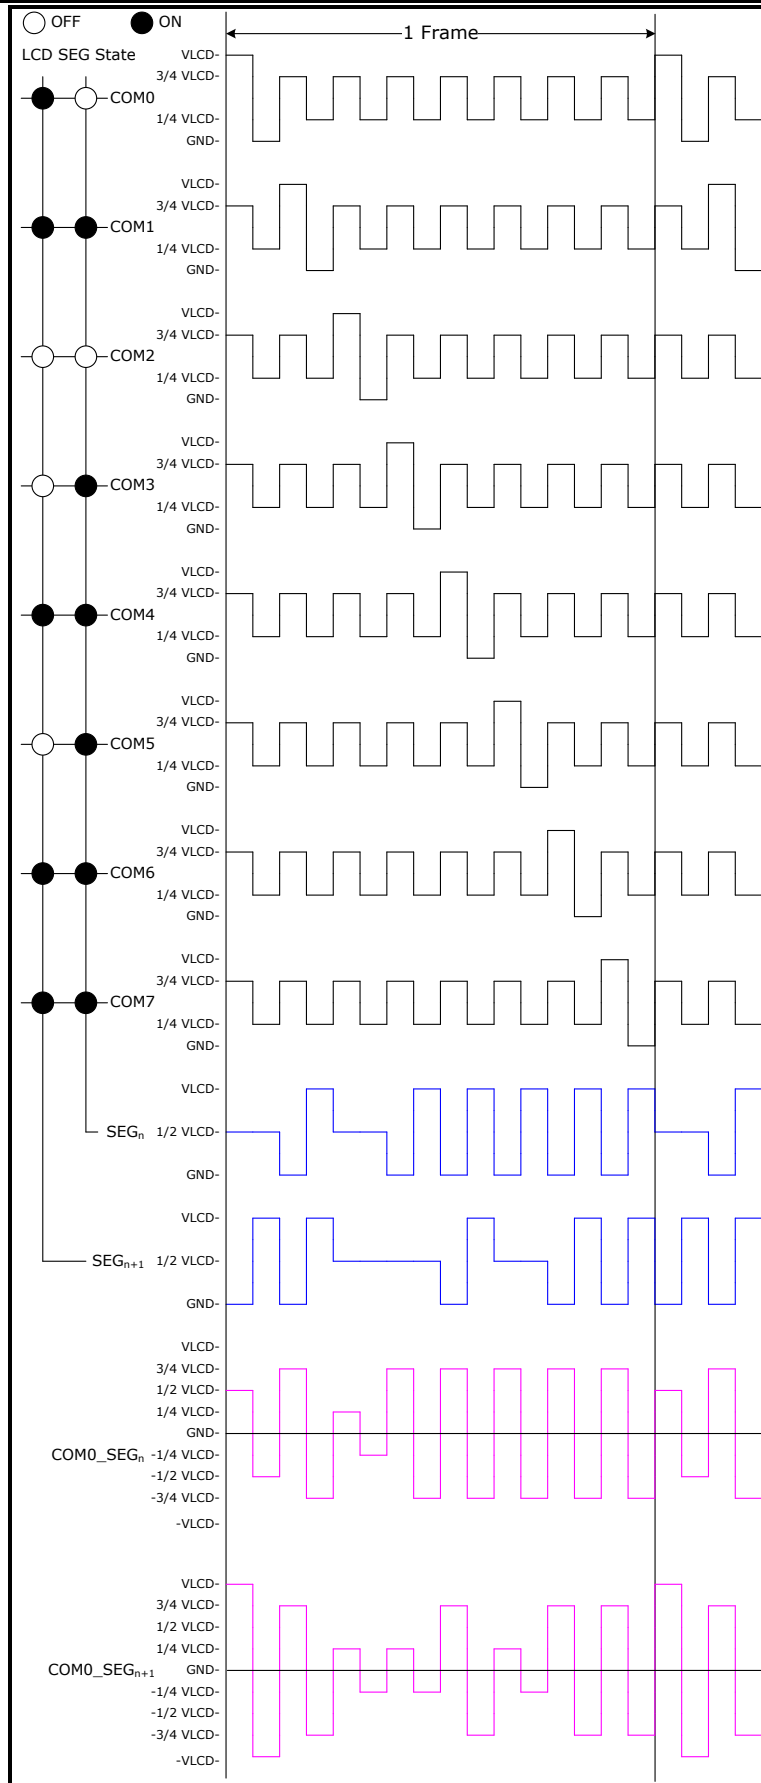 OFF
ON
LCD SEG State
1 Frame
VLCD-
3/4 VLCD-
COM0
1/4 VLCD-
GND-
VLCD-
3/4 VLCD-
COM1
1/4 VLCD-
GND-
VLCD-
3/4 VLCD-
COM2
1/4 VLCD-
GND-
VLCD-
3/4 VLCD-
COM3
1/4 VLCD-
GND-
VLCD-
3/4 VLCD-
COM4
1/4 VLCD-
GND-
VLCD-
3/4 VLCD-
COM5
1/4 VLCD-
GND-
VLCD-
3/4 VLCD-
COM6
1/4 VLCD-
GND-
VLCD-
3/4 VLCD-
COM7
1/4 VLCD-
GND-
VLCD-
SEGn 1/2 VLCD-
GND-
VLCD-
SEGn+1 1/2 VLCD-
GND-
VLCD-
3/4 VLCD-
1/2 VLCD-
1/4 VLCD-
GND-
COM0_SEGn -1/4 VLCD-
-1/2 VLCD-
-3/4 VLCD-
-VLCD-
VLCD-
3/4 VLCD-
1/2 VLCD-
1/4 VLCD-
COM0_SEGn+1 GND-
-1/4 VLCD-
-1/2 VLCD-
-3/4 VLCD-
-VLCD-